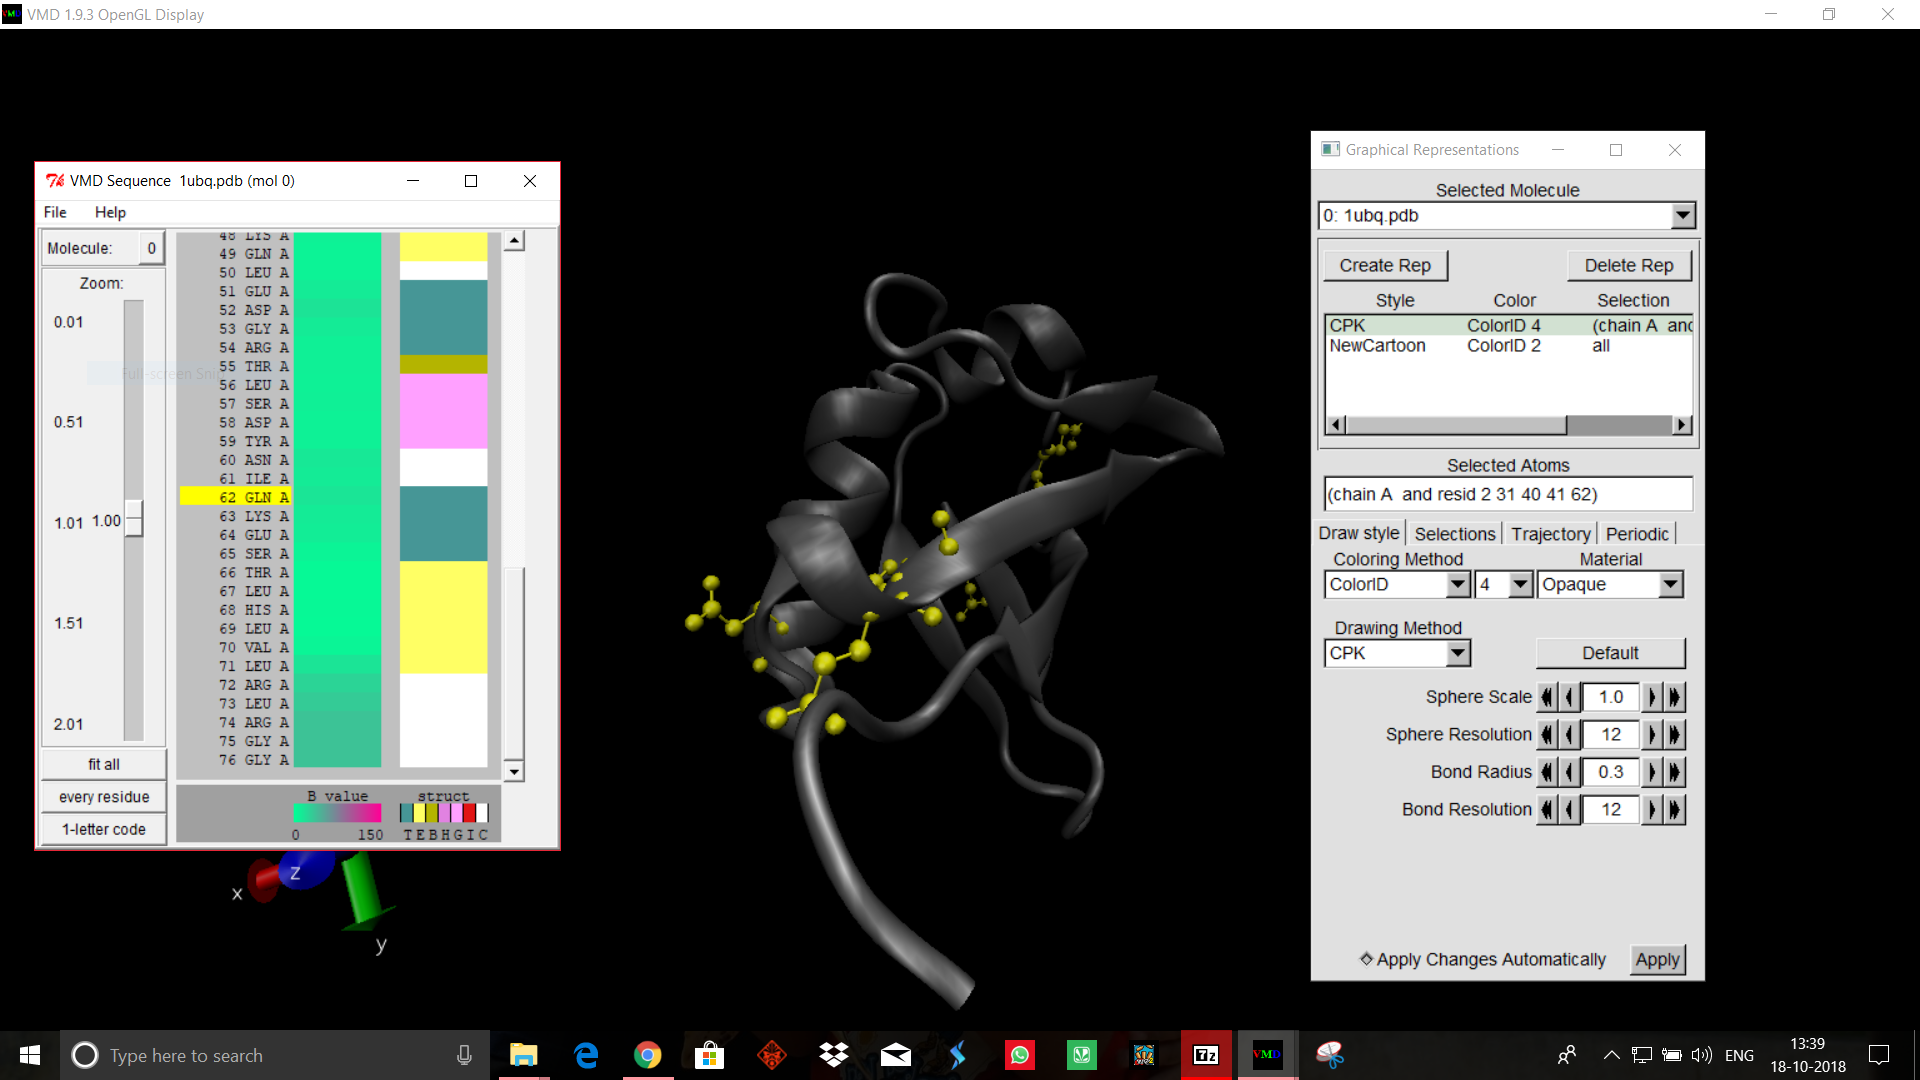 VMD 1.9.3 OpenGL Display
VMD Sequence 1ubq.pdb (mol 0)
File Help
Molecule: 0
Zoom:
0.01
0.51
1.01 1.00
1.51
2.01
fit all
every residue
1-letter code
Full-screen Snip
48 LYS A
49 GLN A
50 LEU A
51 GLU A
52 ASP A
53 GLY A
54 ARG A
55 THR A
56 LEU A
57 SER A
58 ASP A
59 TYR A
60 ASN A
61 ILE A
62 GLN A
63 LYS A
64 GLU A
65 SER A
66 THR A
67 LEU A
68 HIS A
69 LEU A
70 VAL A
71 LEU A
72 ARG A
73 LEU A
74 ARG A
75 GLY A
76 GLY A
B value struct
0 150 T E B H G I C
x
z
y
Graphical Representations
Selected Molecule
0: 1ubq.pdb
Create Rep Delete Rep
Style Color Selection
CPK ColorID 4 (chain A and
NewCartoon ColorID 2 all
Selected Atoms
(chain A and resid 2 31 40 41 62)
Draw style Selections Trajectory Periodic
Coloring Method Material
ColorID 4 Opaque
Drawing Method
CPK Default
Sphere Scale 1.0
Sphere Resolution 12
Bond Radius 0.3
Bond Resolution 12
Apply Changes Automatically Apply
Type here to search
7z
VMD
ENG
13:39
18-10-2018